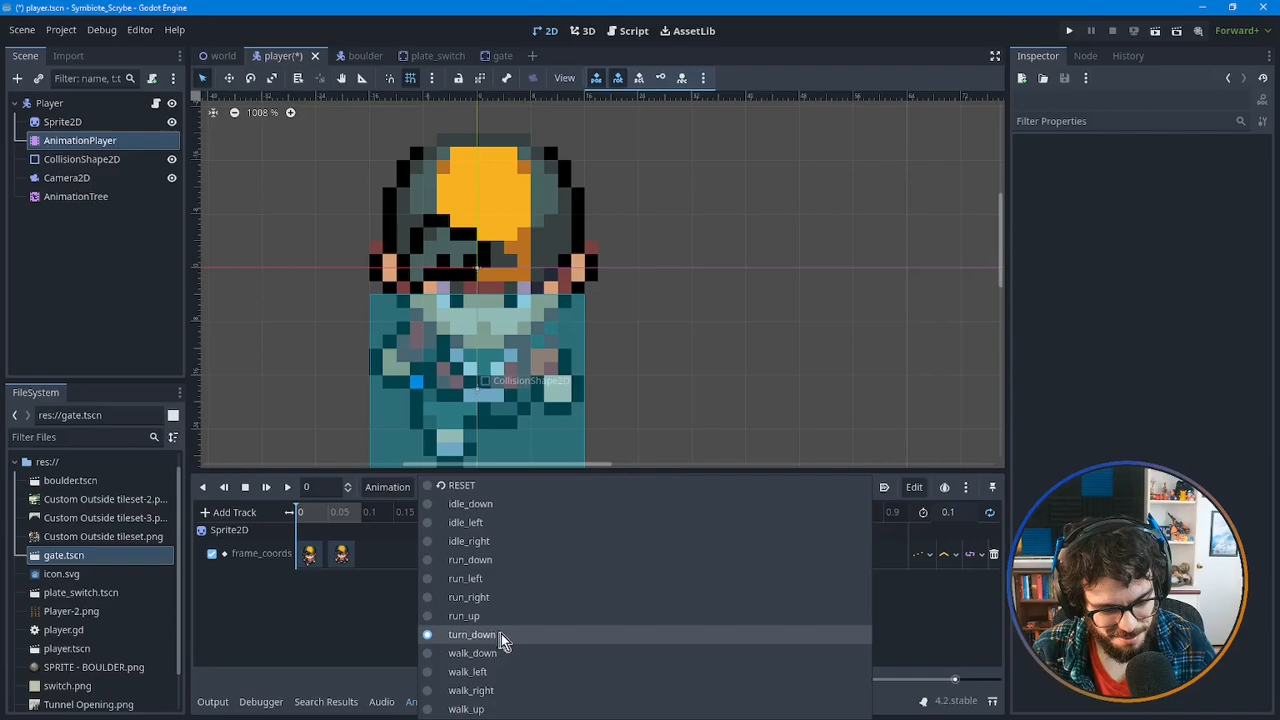 (*) player.tscn - Symbiote_Scrybe - Godot Engine
Scene Project Debug Editor Help
2D 3D Script AssetLib
Forward+
Scene Import
world player(*) boulder plate_switch gate
Inspector Node History
Filter: name, t:t
View
Player
Sprite2D
AnimationPlayer
CollisionShape2D
Camera2D
AnimationTree
1008 %
Filter Properties
CollisionShape2D
FileSystem
res://gate.tscn
Filter Files
res://
boulder.tscn
Custom Outside tileset-2.p...
Custom Outside tileset-3.p...
Custom Outside tileset.png
gate.tscn
icon.svg
plate_switch.tscn
Player-2.png
player.gd
player.tscn
SPRITE - BOULDER.png
switch.png
Tunnel Opening.png
0 Animation Edit
Add Track 0 0.05 0.1 0.15 0.9 0.1
Sprite2D
frame_coords
RESET
idle_down
idle_left
idle_right
run_down
run_left
run_right
run_up
turn_down
walk_down
walk_left
walk_right
walk_up
Output Debugger Search Results Audio
4.2.stable